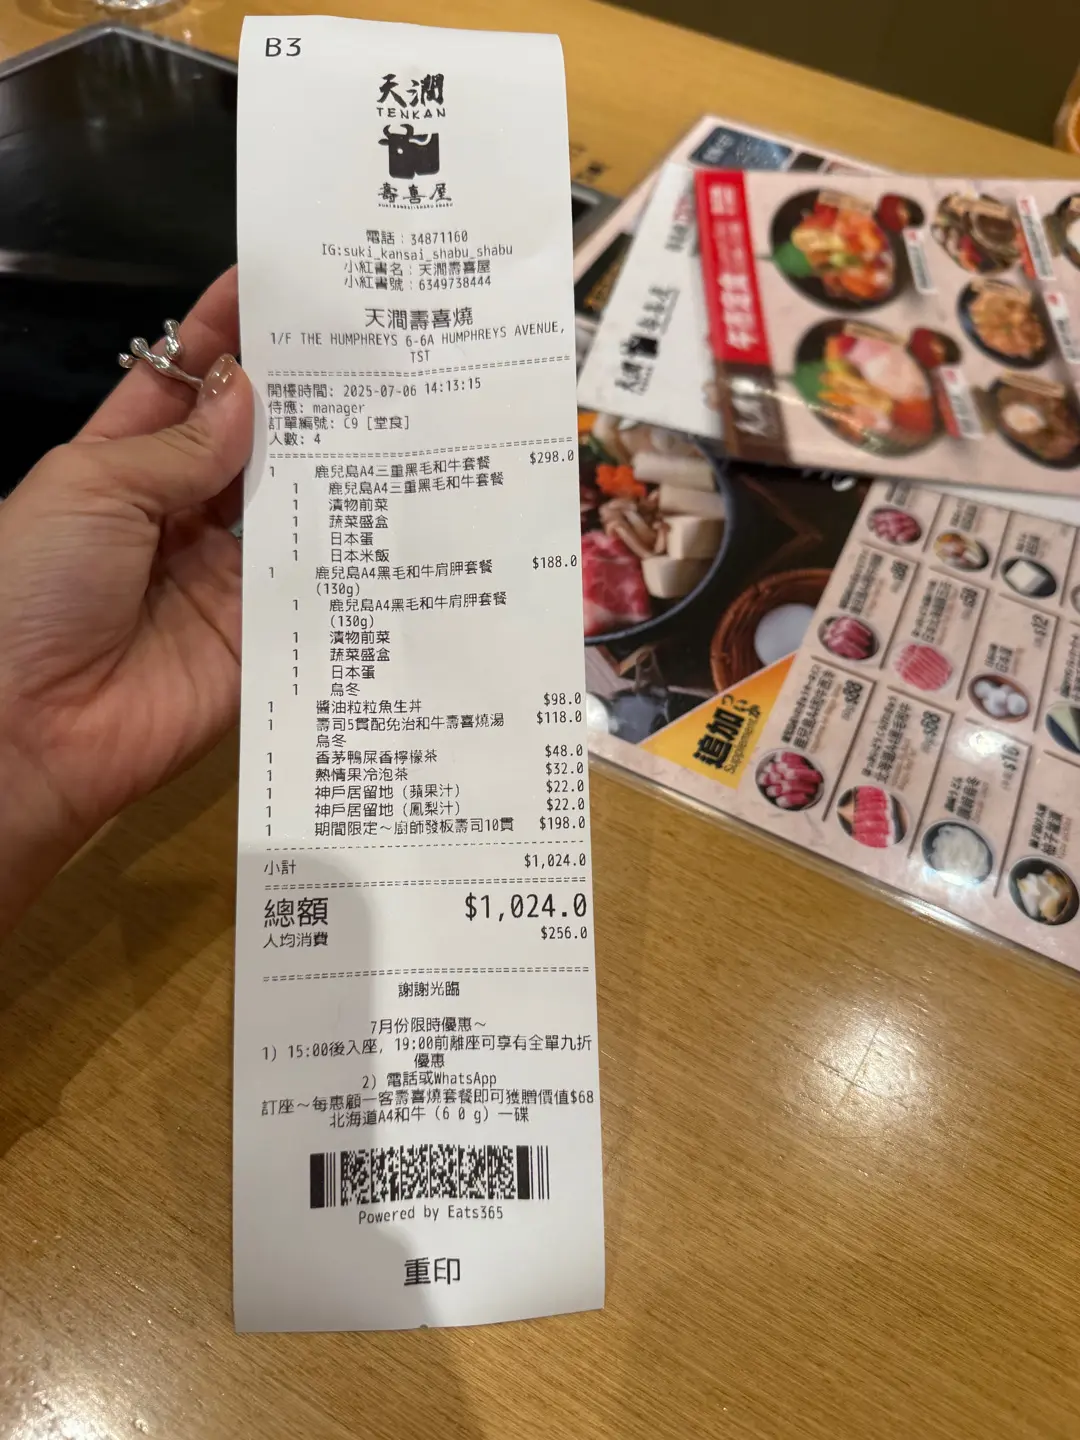 B3
天澗
TENKAN
壽喜屋
SUKI KANSAI·SHABU SHABU
電話：34871160
IG:suki_kansai_shabu_shabu
小紅書名：天澗壽喜屋
小紅書號：6349738444
天澗壽喜燒
1/F THE HUMPHREYS 6-6A HUMPHREYS AVENUE,
TST
開檯時間: 2025-07-06 14:13:15
侍應: manager
訂單編號: C9 [堂食]
人數: 4
1 鹿兒島A4三重黑毛和牛套餐 $298.0
1 鹿兒島A4三重黑毛和牛套餐
1 漬物前菜
1 蔬菜盛盒
1 日本蛋
1 日本米飯
1 鹿兒島A4黑毛和牛肩胛套餐 $188.0
(130g)
1 鹿兒島A4黑毛和牛肩胛套餐
(130g)
1 漬物前菜
1 蔬菜盛盒
1 日本蛋
1 烏冬
1 醬油粒粒魚生丼 $98.0
1 壽司5貫配免治和牛壽喜燒湯 $118.0
烏冬
1 香茅鴨屎香檸檬茶 $48.0
1 熱情果冷泡茶 $32.0
1 神戶居留地（蘋果汁） $22.0
1 神戶居留地（鳳梨汁） $22.0
1 期間限定～廚師發板壽司10貫 $198.0
小計 $1,024.0
總額 $1,024.0
人均消費 $256.0
謝謝光臨
7月份限時優惠～
1) 15:00後入座, 19:00前離座可享有全單九折
優惠
2) 電話或WhatsApp
訂座～每惠顧一客壽喜燒套餐即可獲贈價值$68
北海道A4和牛（60g）一碟
Powered by Eats365
重印
追加
Supplement